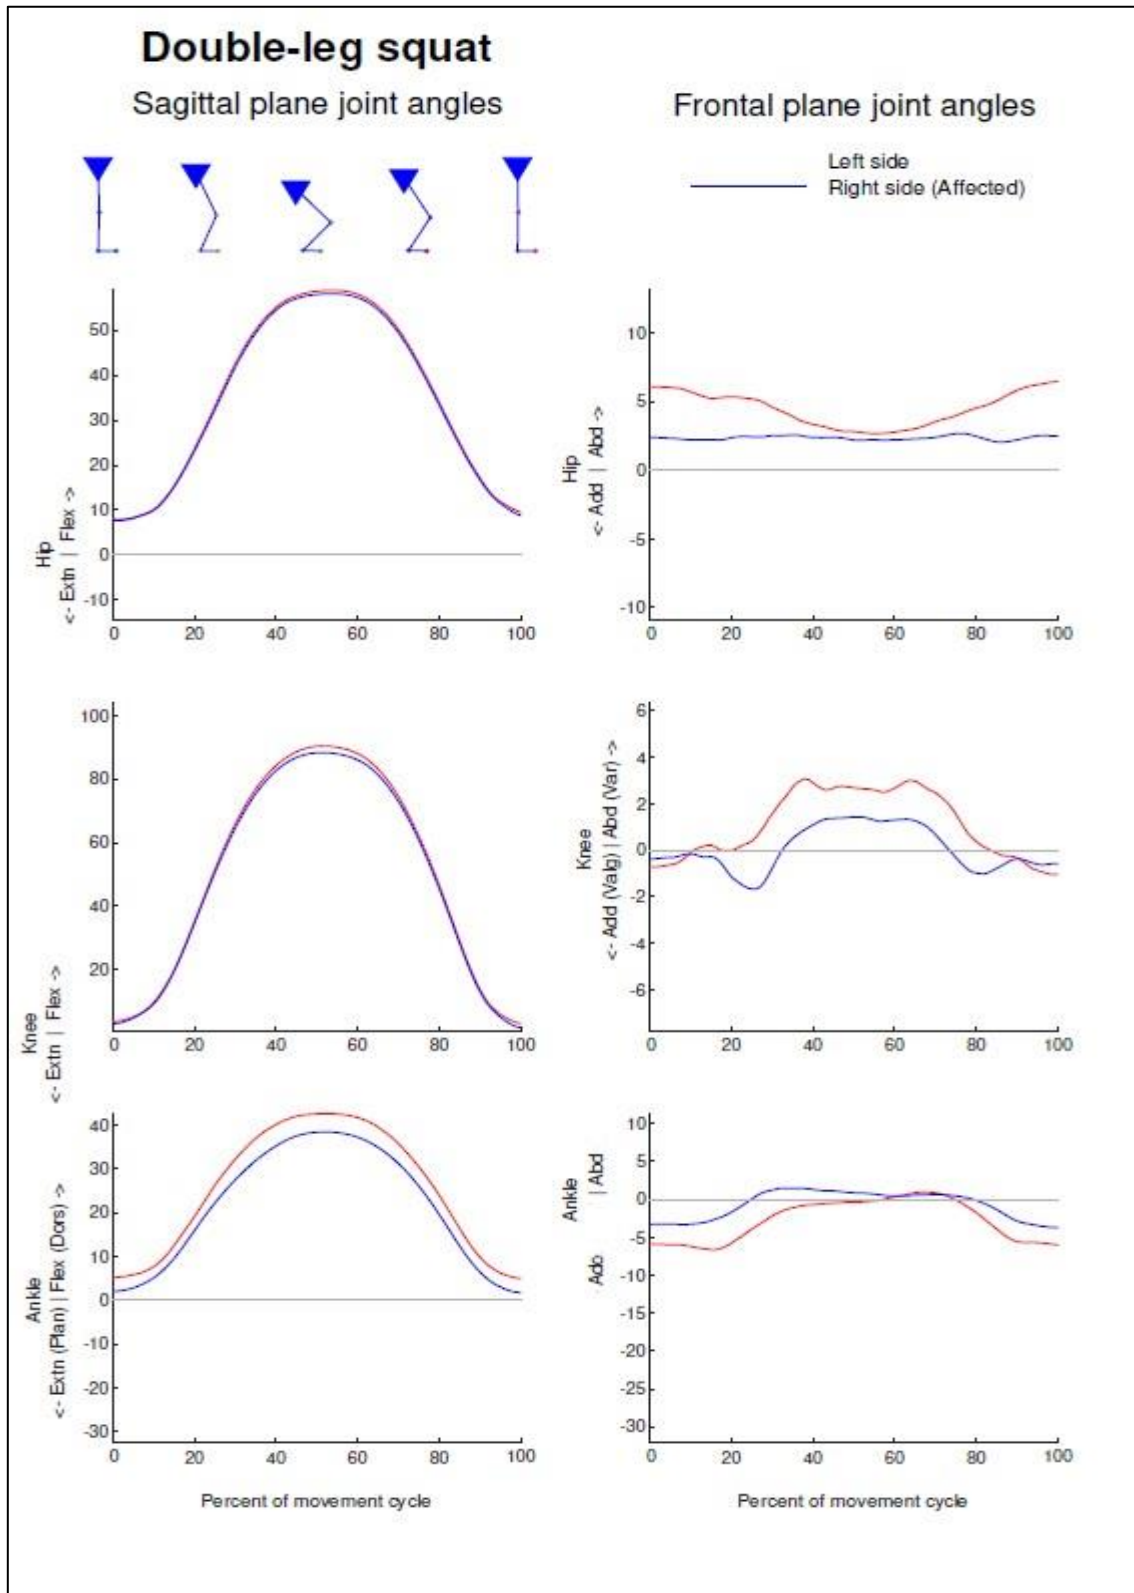 Double-leg squat
Sagittal plane joint angles
Frontal plane joint angles
Left side
Right side (Affected)
Hip
<- Extn | Flex ->
50
40
30
20
10
0
-10
0 20 40 60 80 100
Hip
<- Add | Abd ->
10
5
0
-5
-10
0 20 40 60 80 100
Knee
<- Extn | Flex ->
100
80
60
40
20
0 20 40 60 80 100
Knee
<- Add (Valg) | Abd (Var) ->
6
4
2
0
-2
-4
-6
0 20 40 60 80 100
Ankle
<- Extn (Plan) | Flex (Dors) ->
40
30
20
10
0
-10
-20
-30
0 20 40 60 80 100
Percent of movement cycle
Ankle
Ado | Abd
10
5
0
-5
-10
-15
-20
-25
-30
0 20 40 60 80 100
Percent of movement cycle